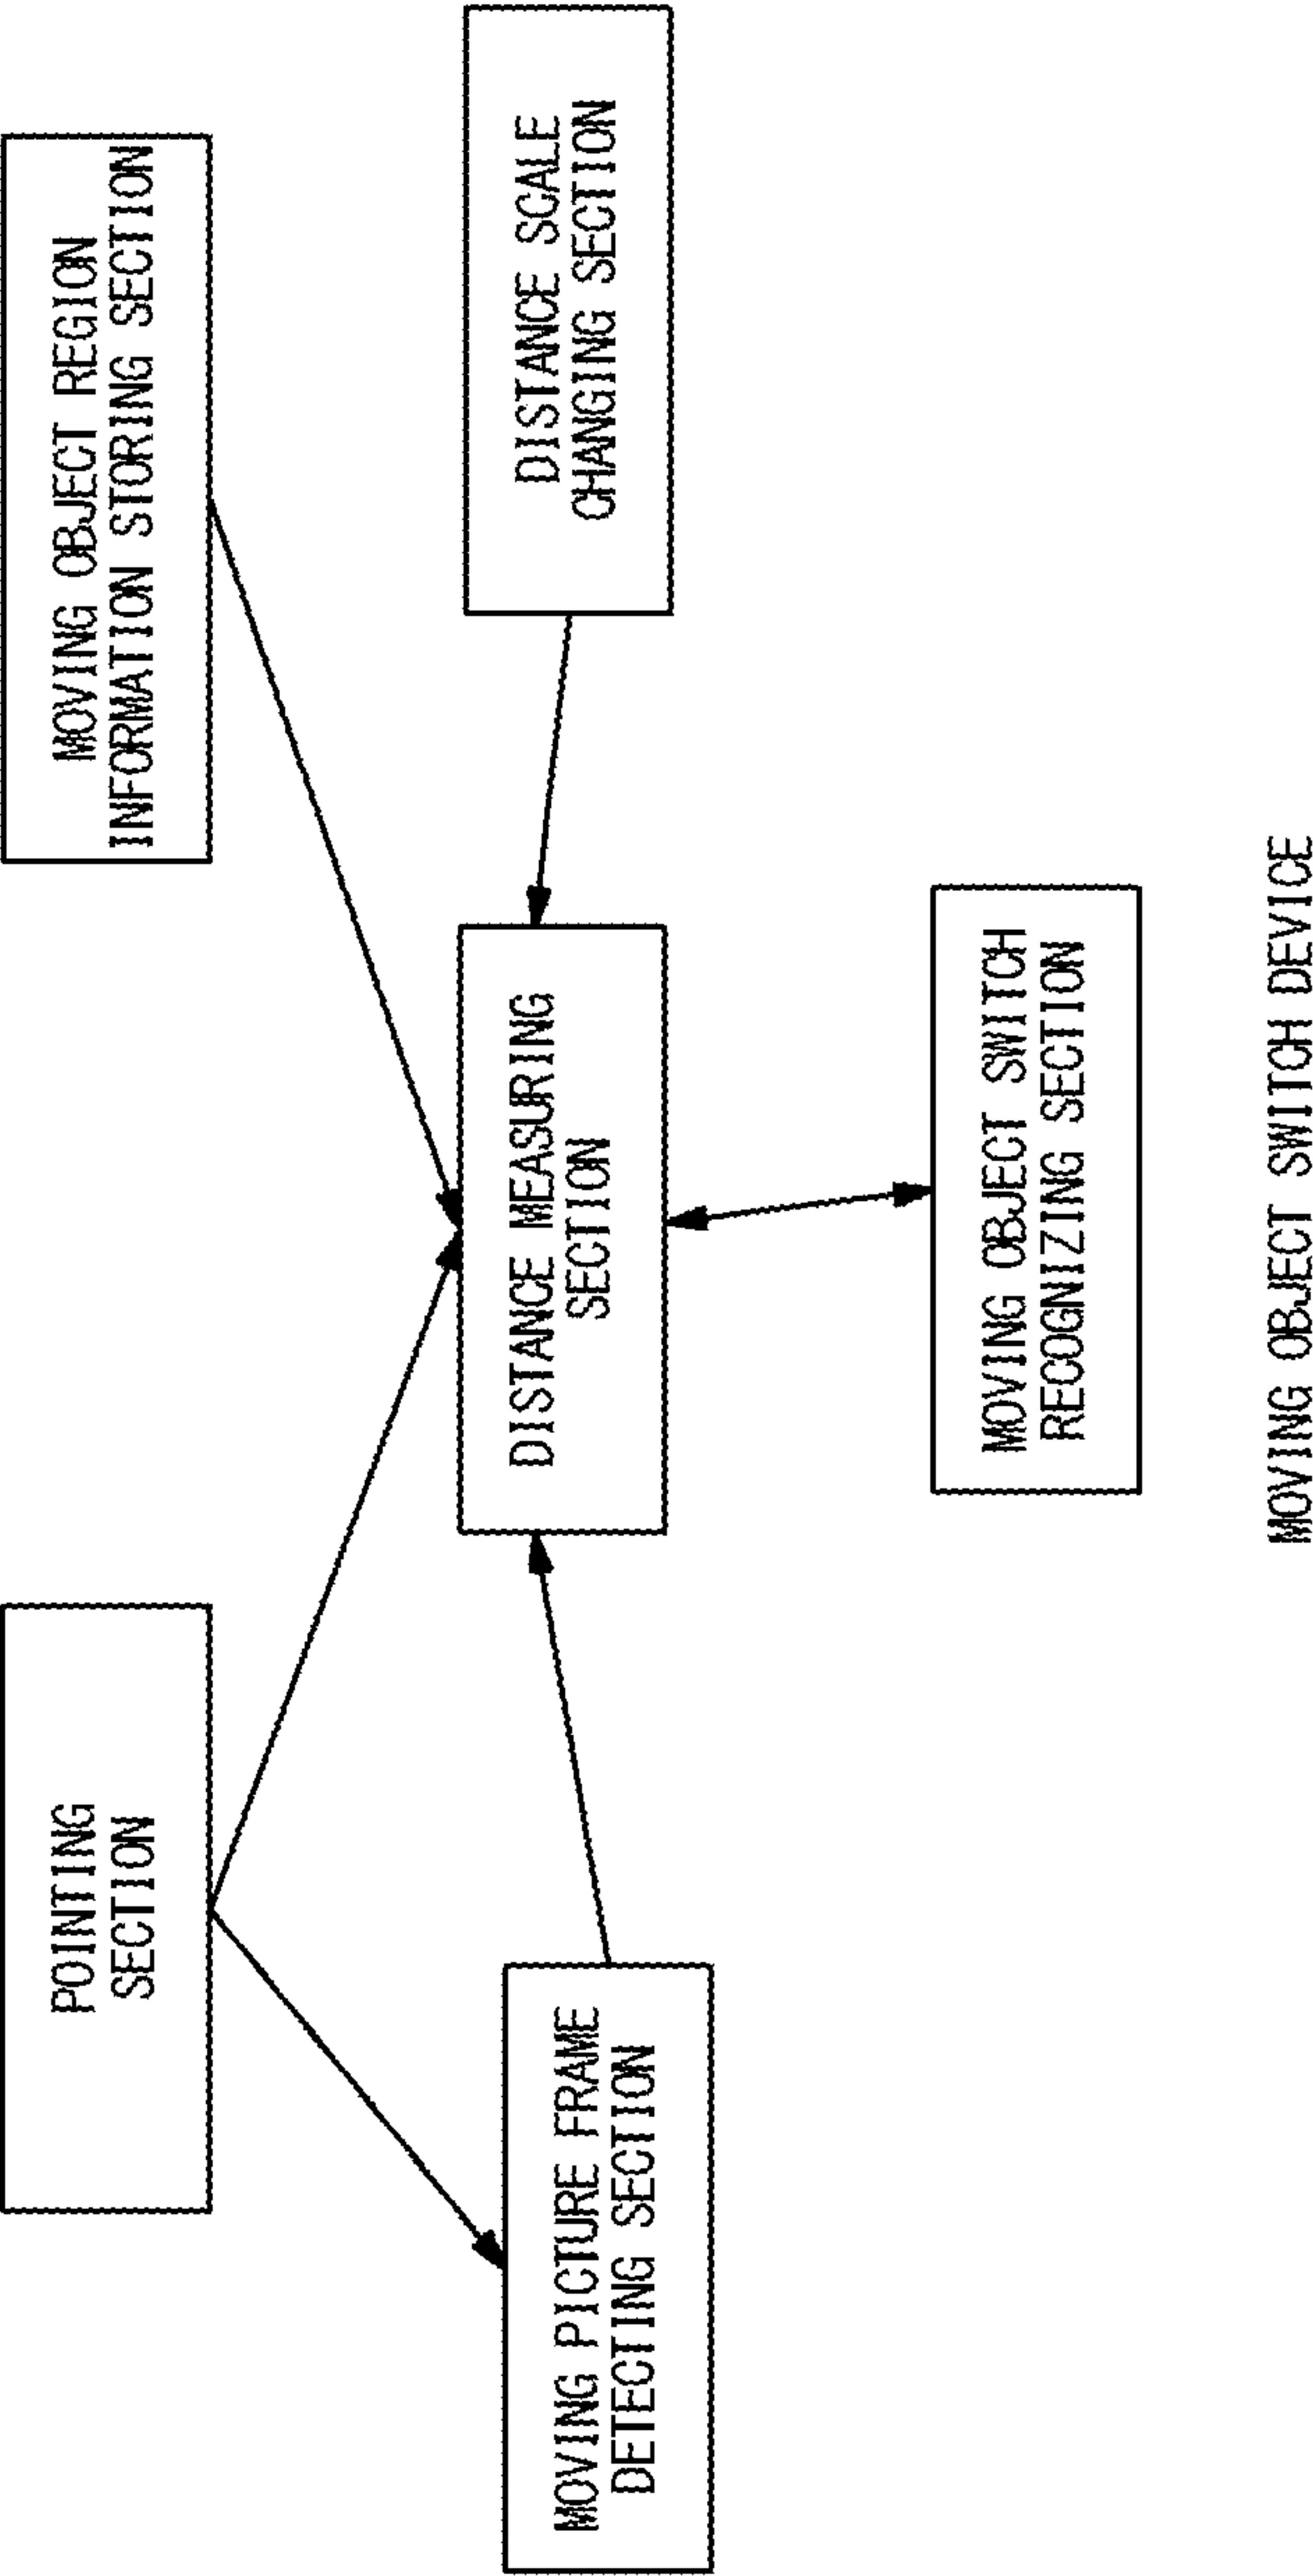 POINTING
SECTION
MOVING OBJECT REGION
INFORMATION STORING SECTION
MOVING PICTURE FRAME
DETECTING SECTION
DISTANCE MEASURING
SECTION
DISTANCE SCALE
CHANGING SECTION
MOVING OBJECT SWITCH
RECOGNIZING SECTION
MOVING OBJECT SWITCH DEVICE